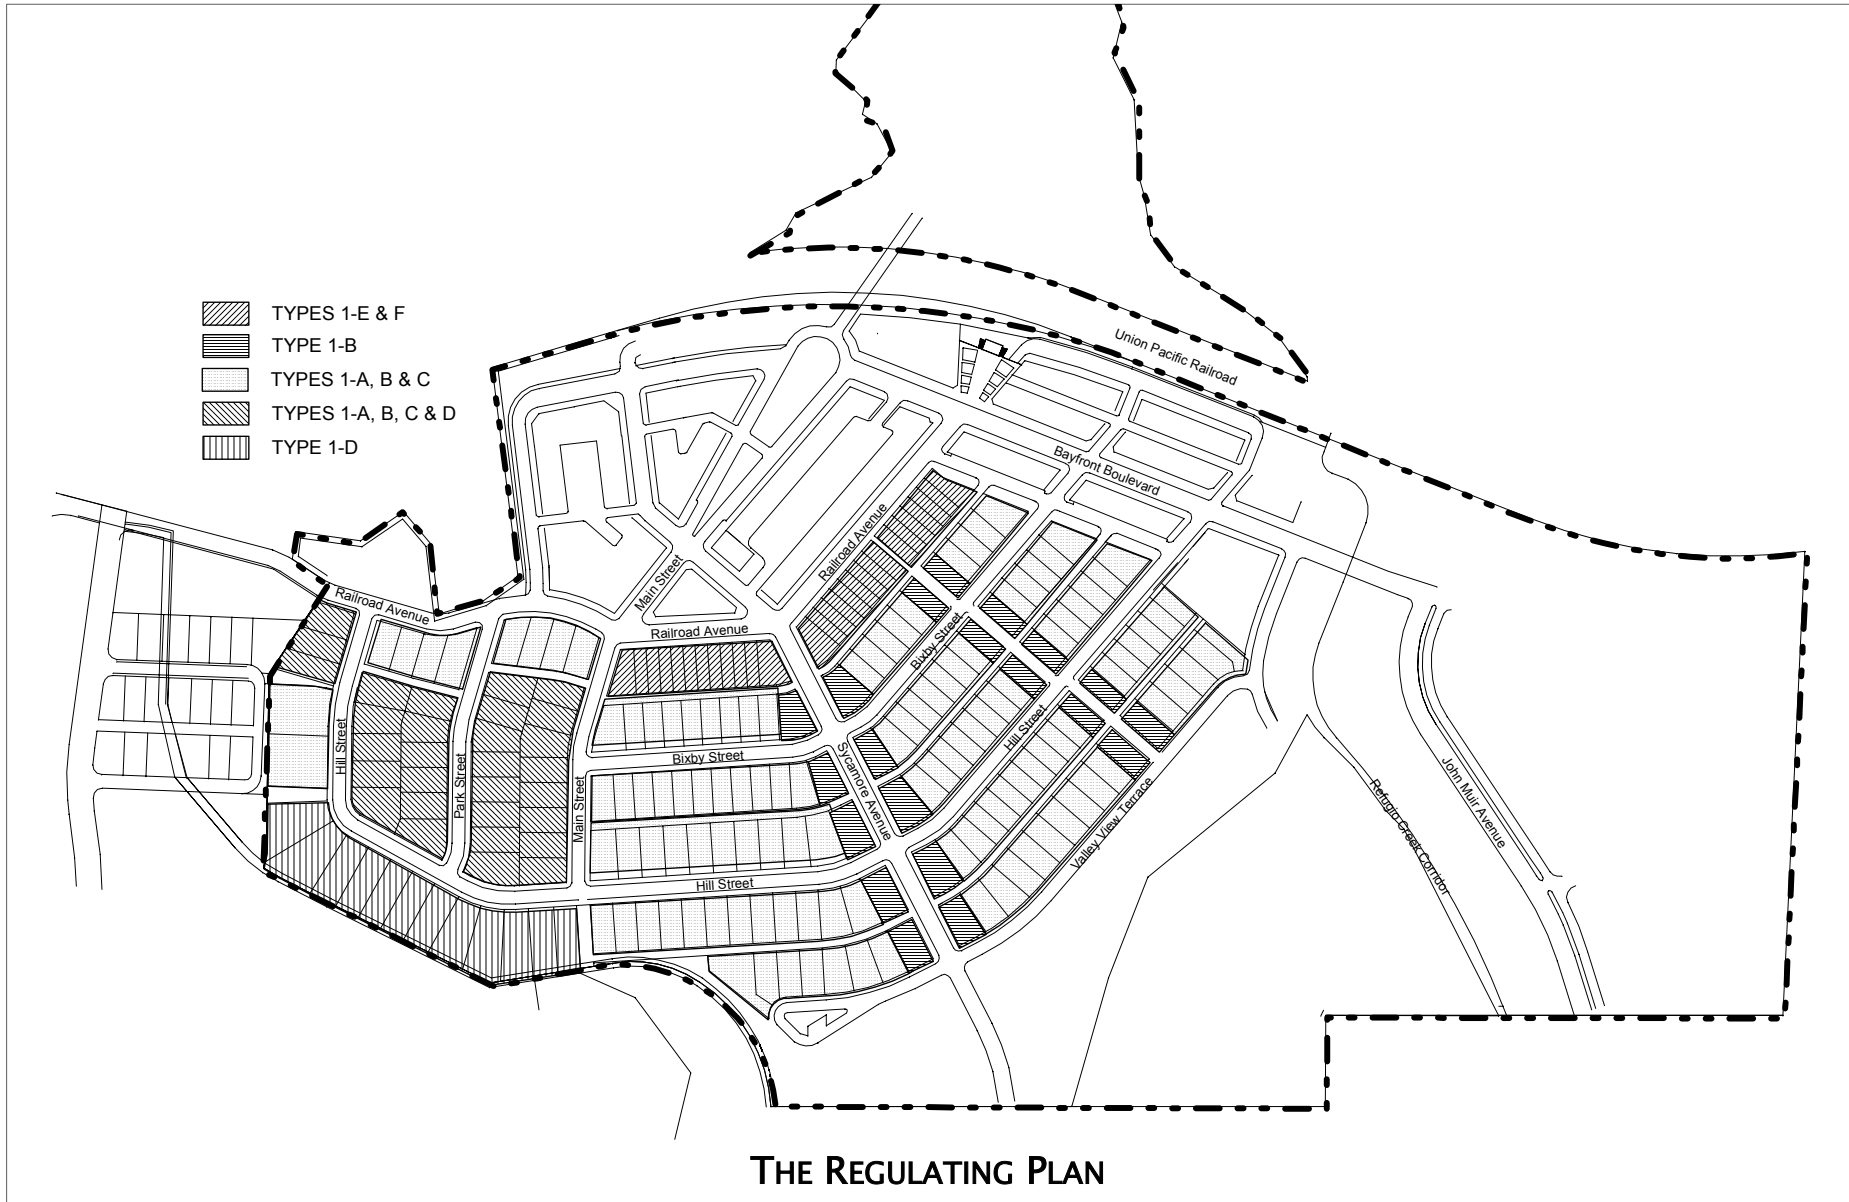 Union Pacific Railroad
TYPES 1-E & F
TYPE 1-B
TYPES 1-A, B & C
TYPES 1-A, B, C & D
TYPE 1-D
Bayfront Boulevard
Railroad Avenue
Main Street
Railroad Avenue
Railroad Avenue
Bixby Street
Hill Street
Hill Street
Park Street
Main Street
Bixby Street
Sycamore Avenue
Hill Street
Valley View Terrace
Refugio Creek Corridor
John Muir Avenue
THE REGULATING PLAN